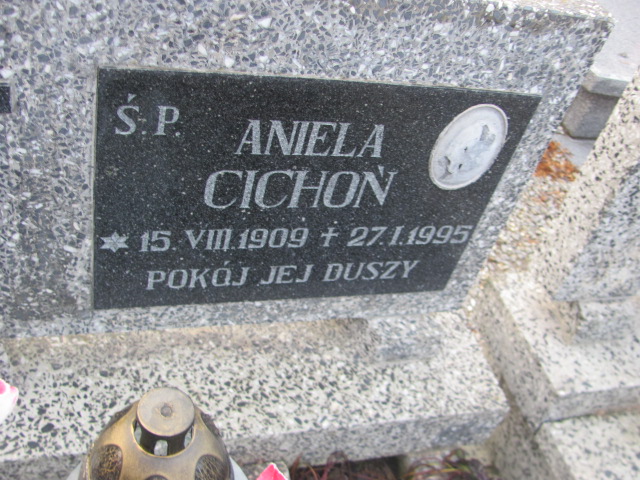 Ś.P.
ANIELA
CICHOŃ
15.VIII.1909 † 27.I.1995
POKÓJ JEJ DUSZY